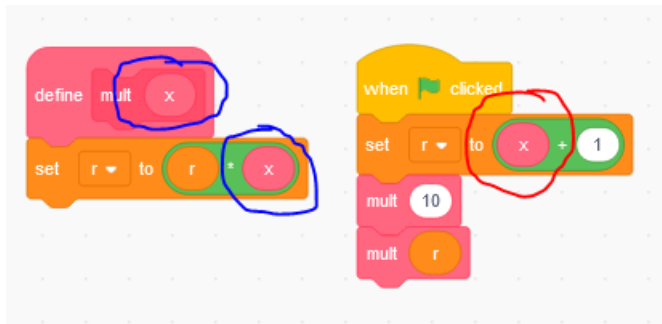 define mult x
set r to r * x
when clicked
set r to x + 1
mult 10
mult r